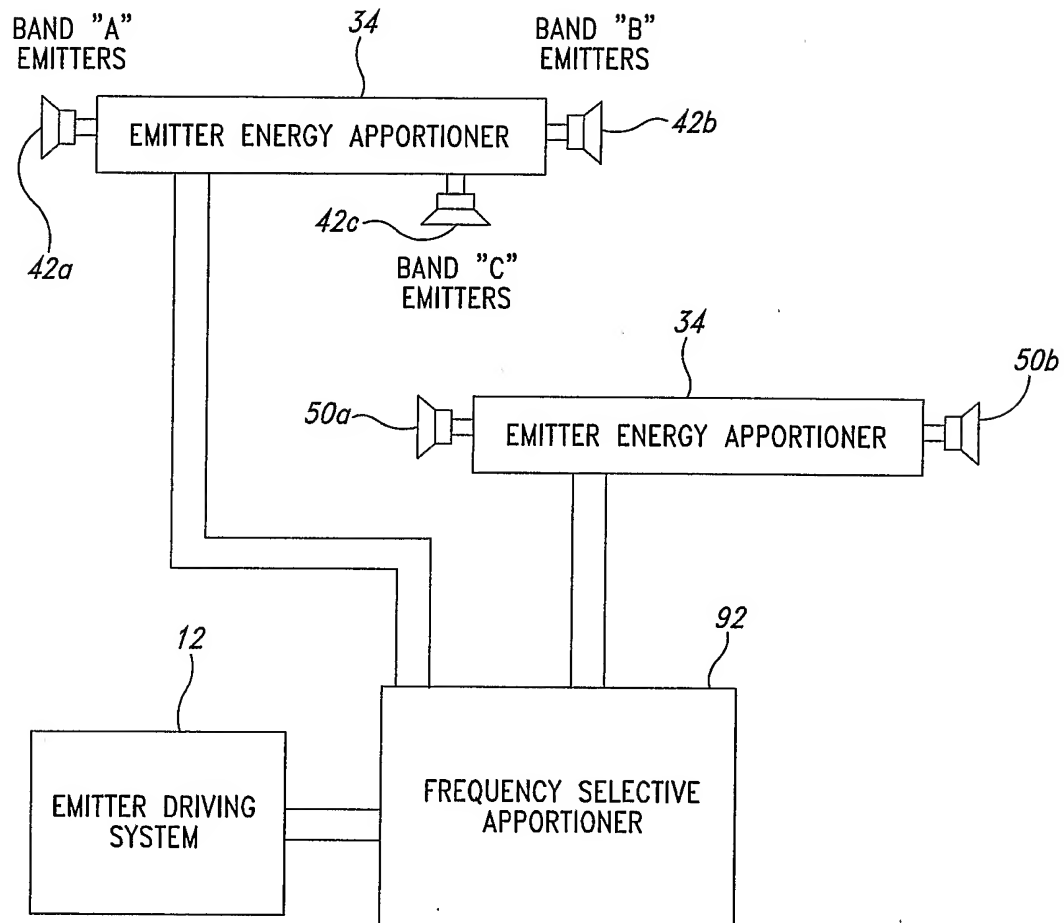 BAND "A"
EMITTERS
34
BAND "B"
EMITTERS
EMITTER ENERGY APPORTIONER
42a
42b
42c
BAND "C"
EMITTERS
34
50a
50b
EMITTER ENERGY APPORTIONER
12
92
EMITTER DRIVING
SYSTEM
FREQUENCY SELECTIVE
APPORTIONER